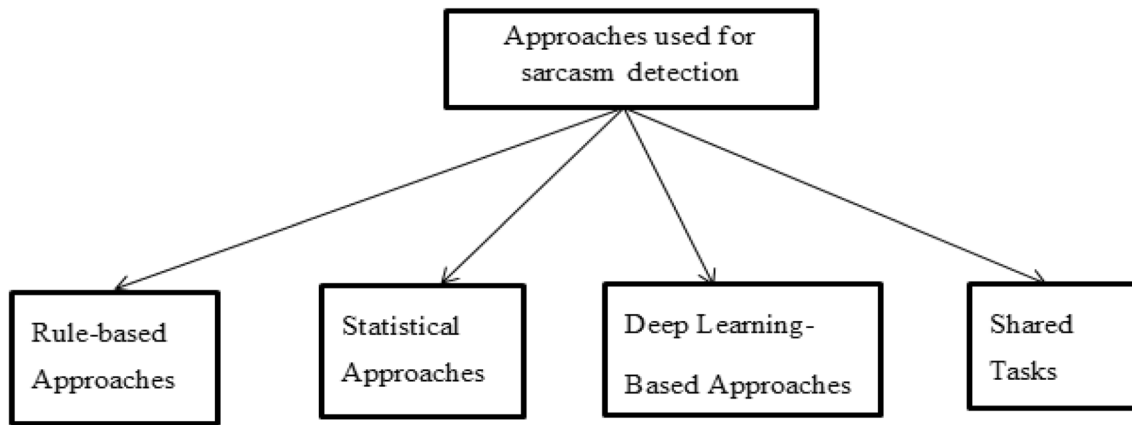 Approaches used for
sarcasm detection
Rule-based
Approaches
Statistical
Approaches
Deep Learning-
Based Approaches
Shared
Tasks